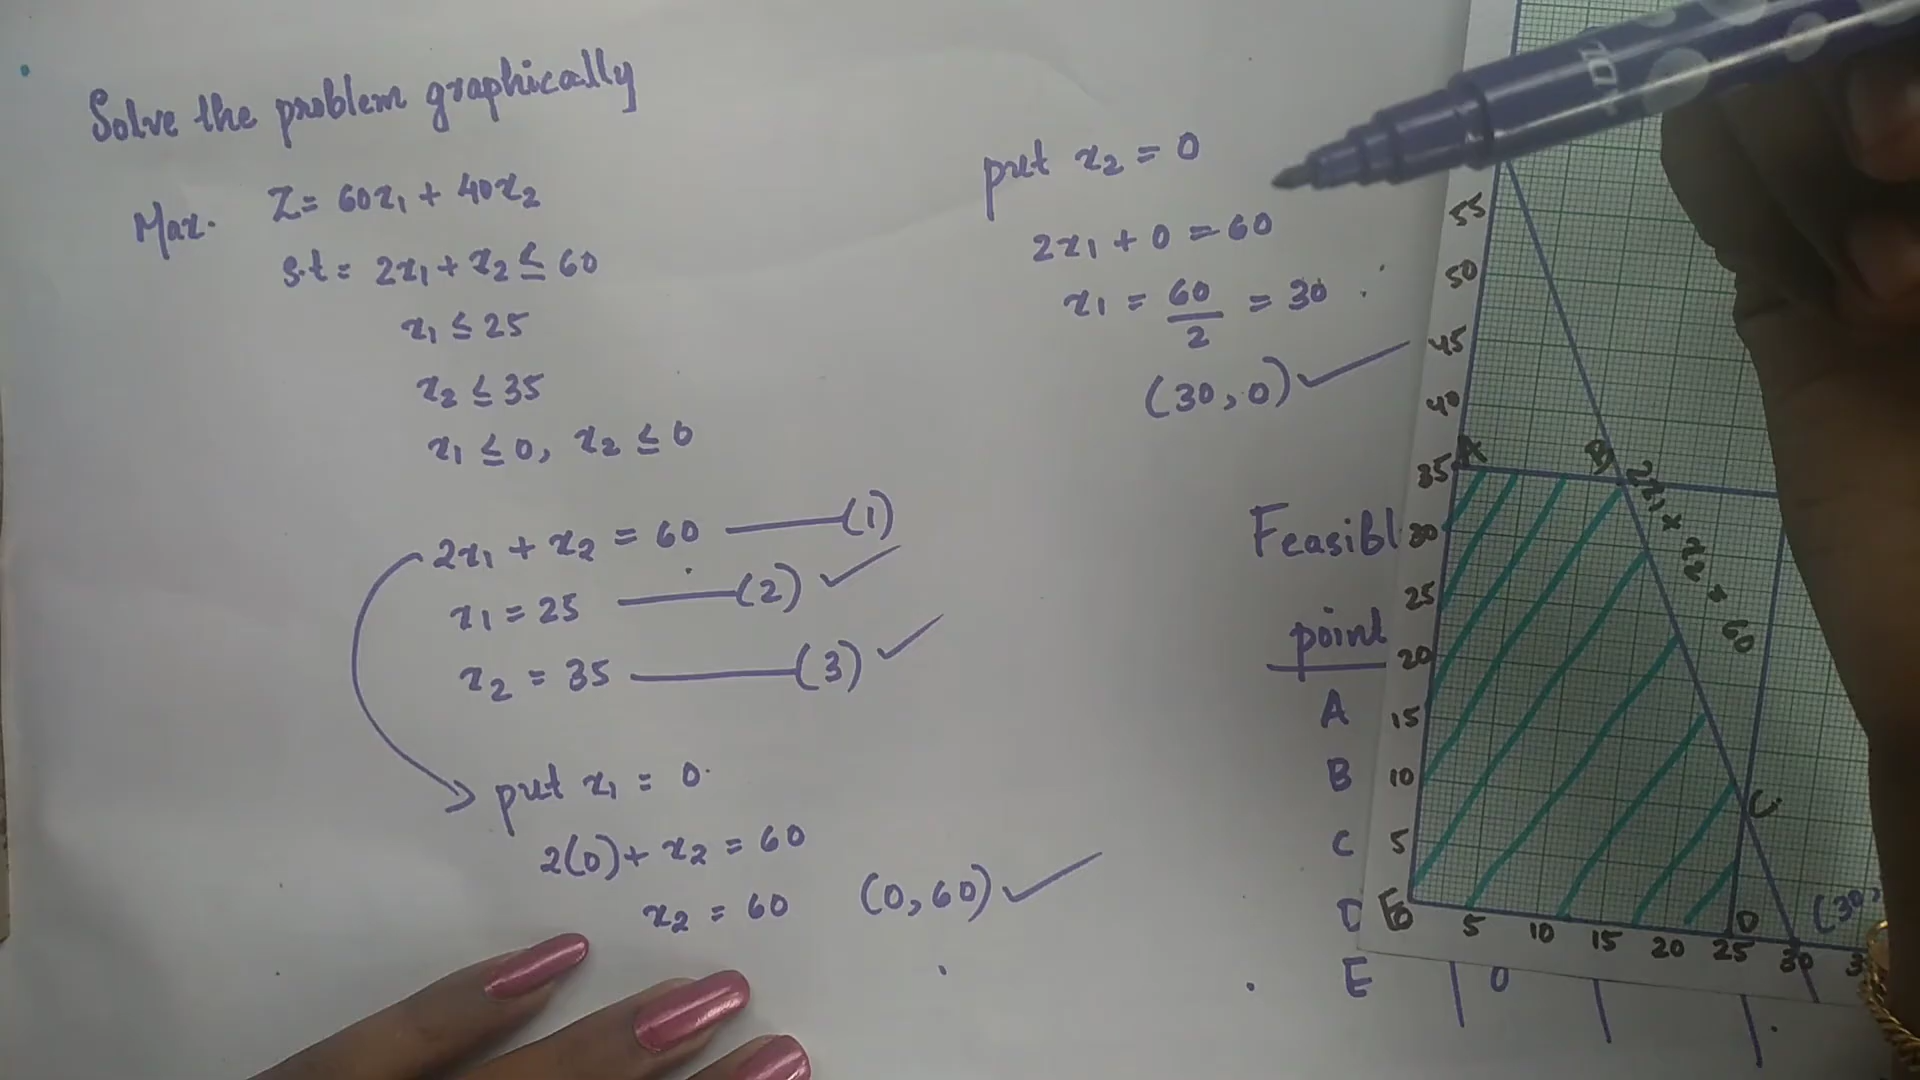 Solve the problem graphically
Max. Z = 60x₁ + 40x₂
S.t = 2x₁ + x₂ ≤ 60
x₁ ≤ 25
x₂ ≤ 35
x₁ ≤ 0, x₂ ≤ 0
2x₁ + x₂ = 60 —— (1)
x₁ = 25 —— (2) ✓
x₂ = 35 —— (3) ✓
put x₁ = 0
2(0) + x₂ = 60
x₂ = 60 (0, 60) ✓
put x₂ = 0
2x₁ + 0 = 60
x₁ = 60/2 = 30
(30, 0) ✓
Feasibl
point
A
B
C
D
E 0
55
50
45
40
35 A B
30
25
20
15
10
5
C
D
E
5 10 15 20 25 30
(30,